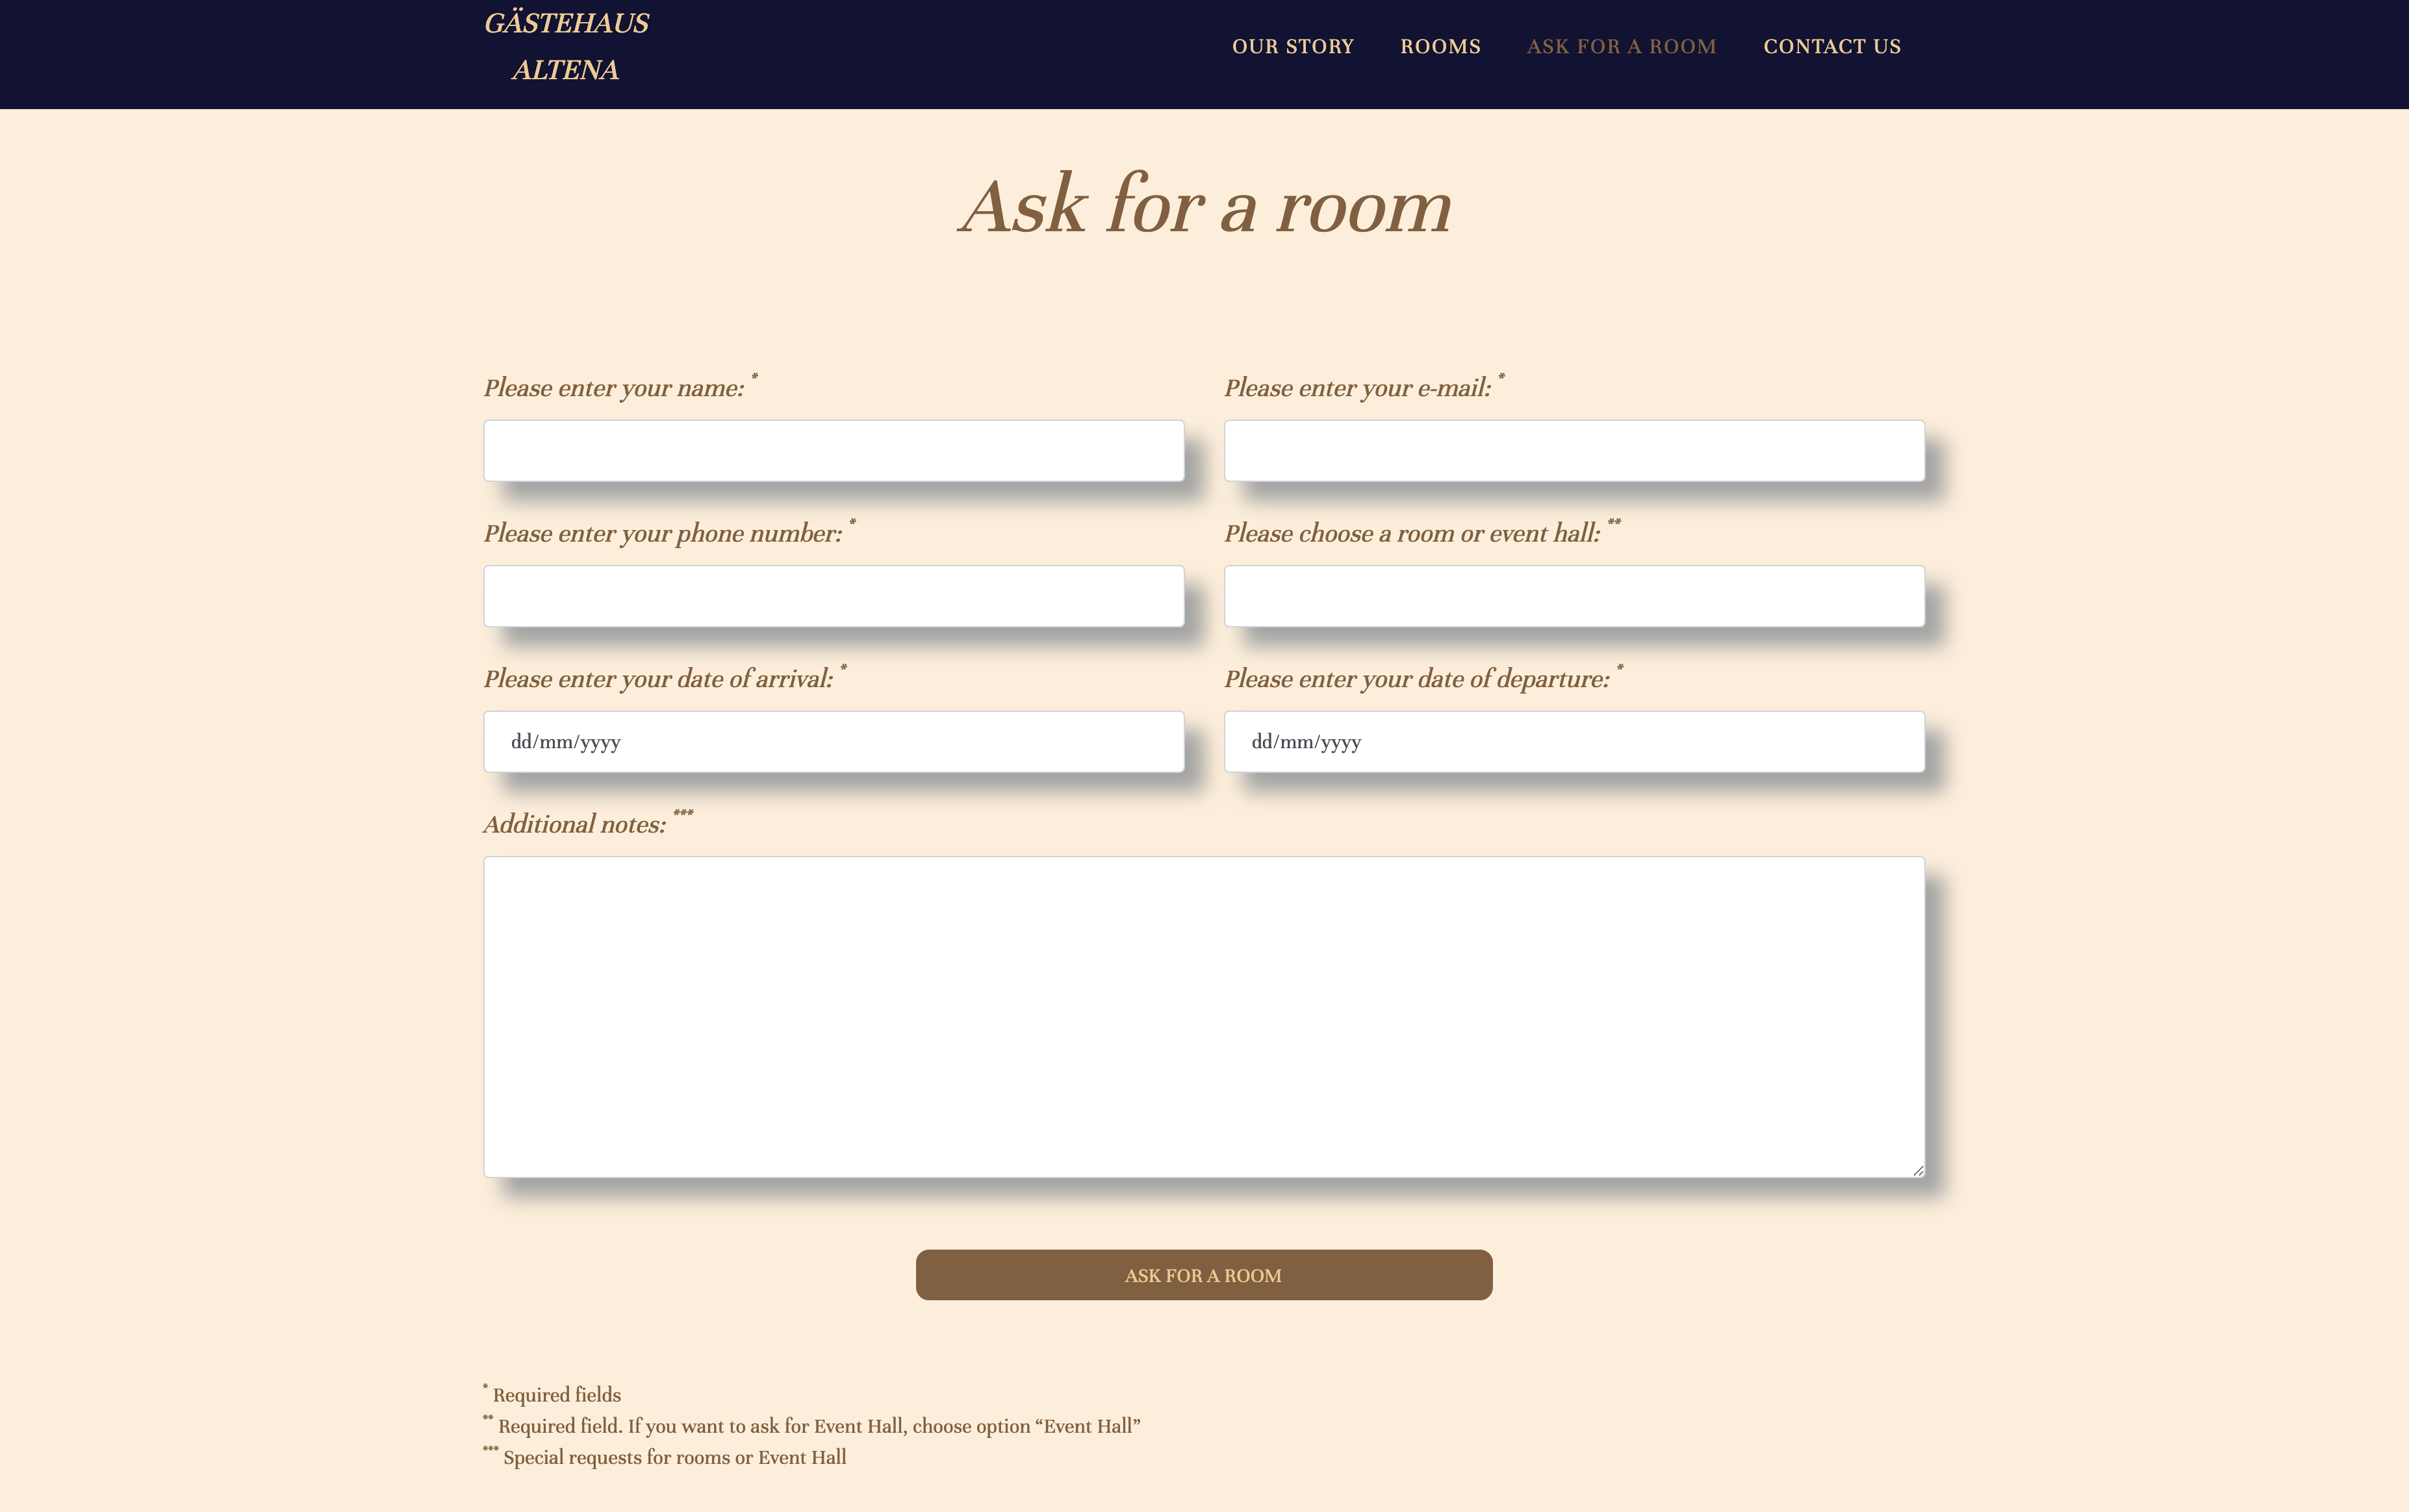 GÄSTEHAUS
ALTENA
OUR STORY ROOMS ASK FOR A ROOM CONTACT US
Ask for a room
Please enter your name: *
Please enter your e-mail: *
Please enter your phone number: *
Please choose a room or event hall: **
Please enter your date of arrival: *
Please enter your date of departure: *
dd/mm/yyyy
dd/mm/yyyy
Additional notes: ***
ASK FOR A ROOM
* Required fields
** Required field. If you want to ask for Event Hall, choose option “Event Hall”
*** Special requests for rooms or Event Hall